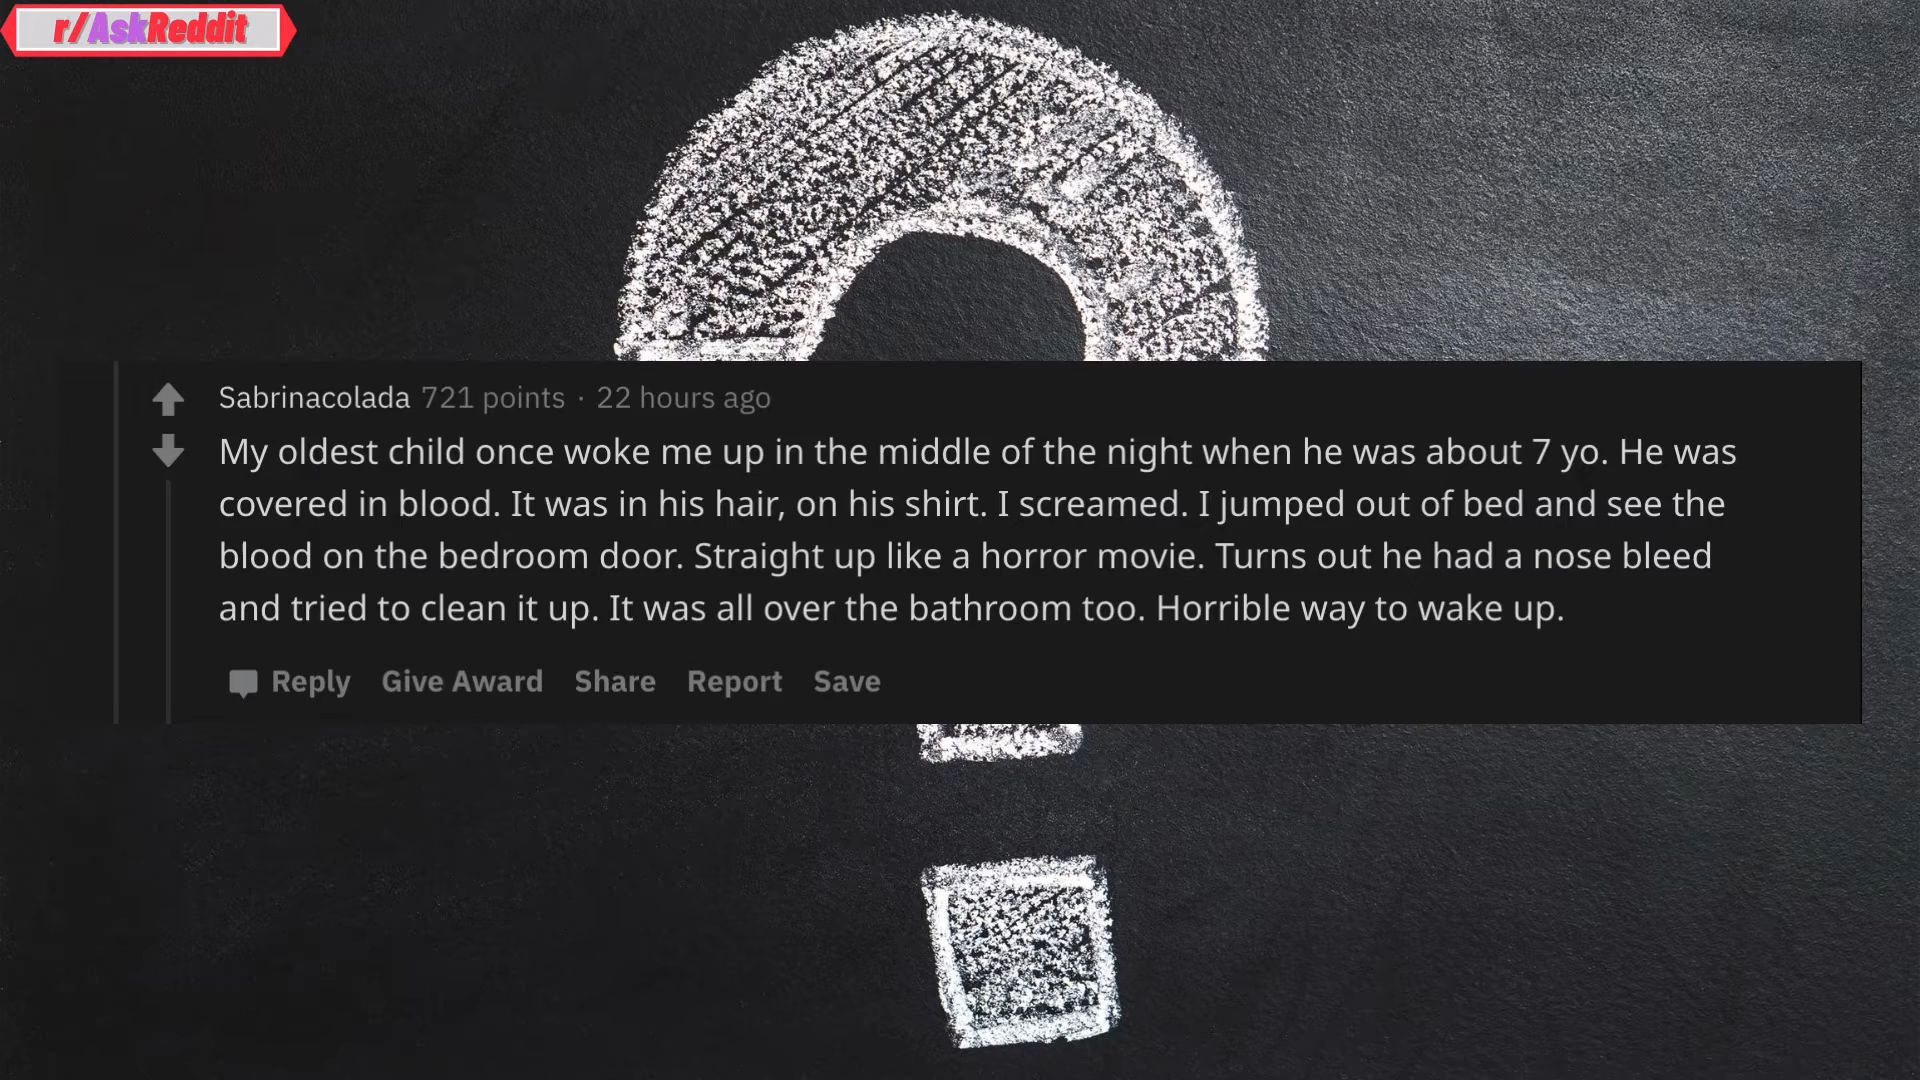 r/AskReddit
Sabrinacolada 721 points · 22 hours ago
My oldest child once woke me up in the middle of the night when he was about 7 yo. He was
covered in blood. It was in his hair, on his shirt. I screamed. I jumped out of bed and see the
blood on the bedroom door. Straight up like a horror movie. Turns out he had a nose bleed
and tried to clean it up. It was all over the bathroom too. Horrible way to wake up.
Reply Give Award Share Report Save